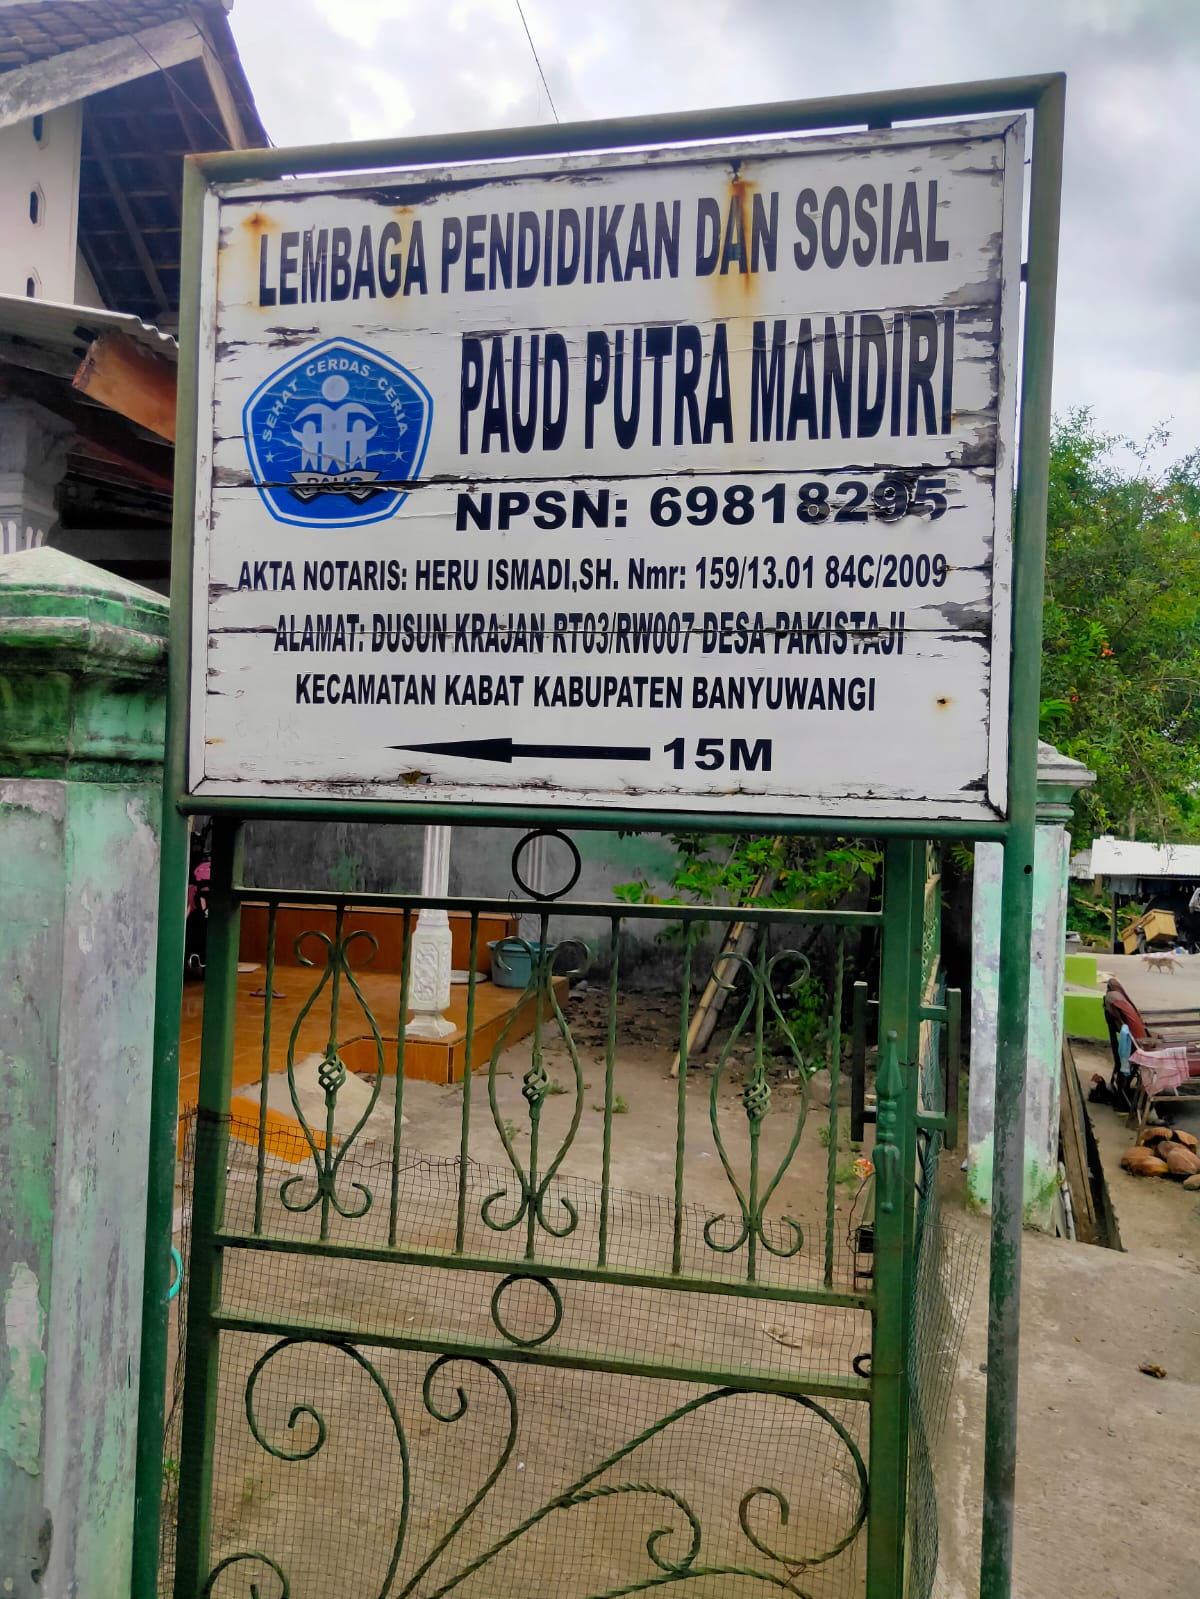 LEMBAGA PENDIDIKAN DAN SOSIAL
SEHAT CERDAS CERIA
PAUD
PAUD PUTRA MANDIRI
NPSN: 69818295
AKTA NOTARIS: HERU ISMADI,SH. Nmr: 159/13.01 84C/2009
ALAMAT: DUSUN KRAJAN RT03/RW007 DESA PAKISTAJI
KECAMATAN KABAT KABUPATEN BANYUWANGI
15M